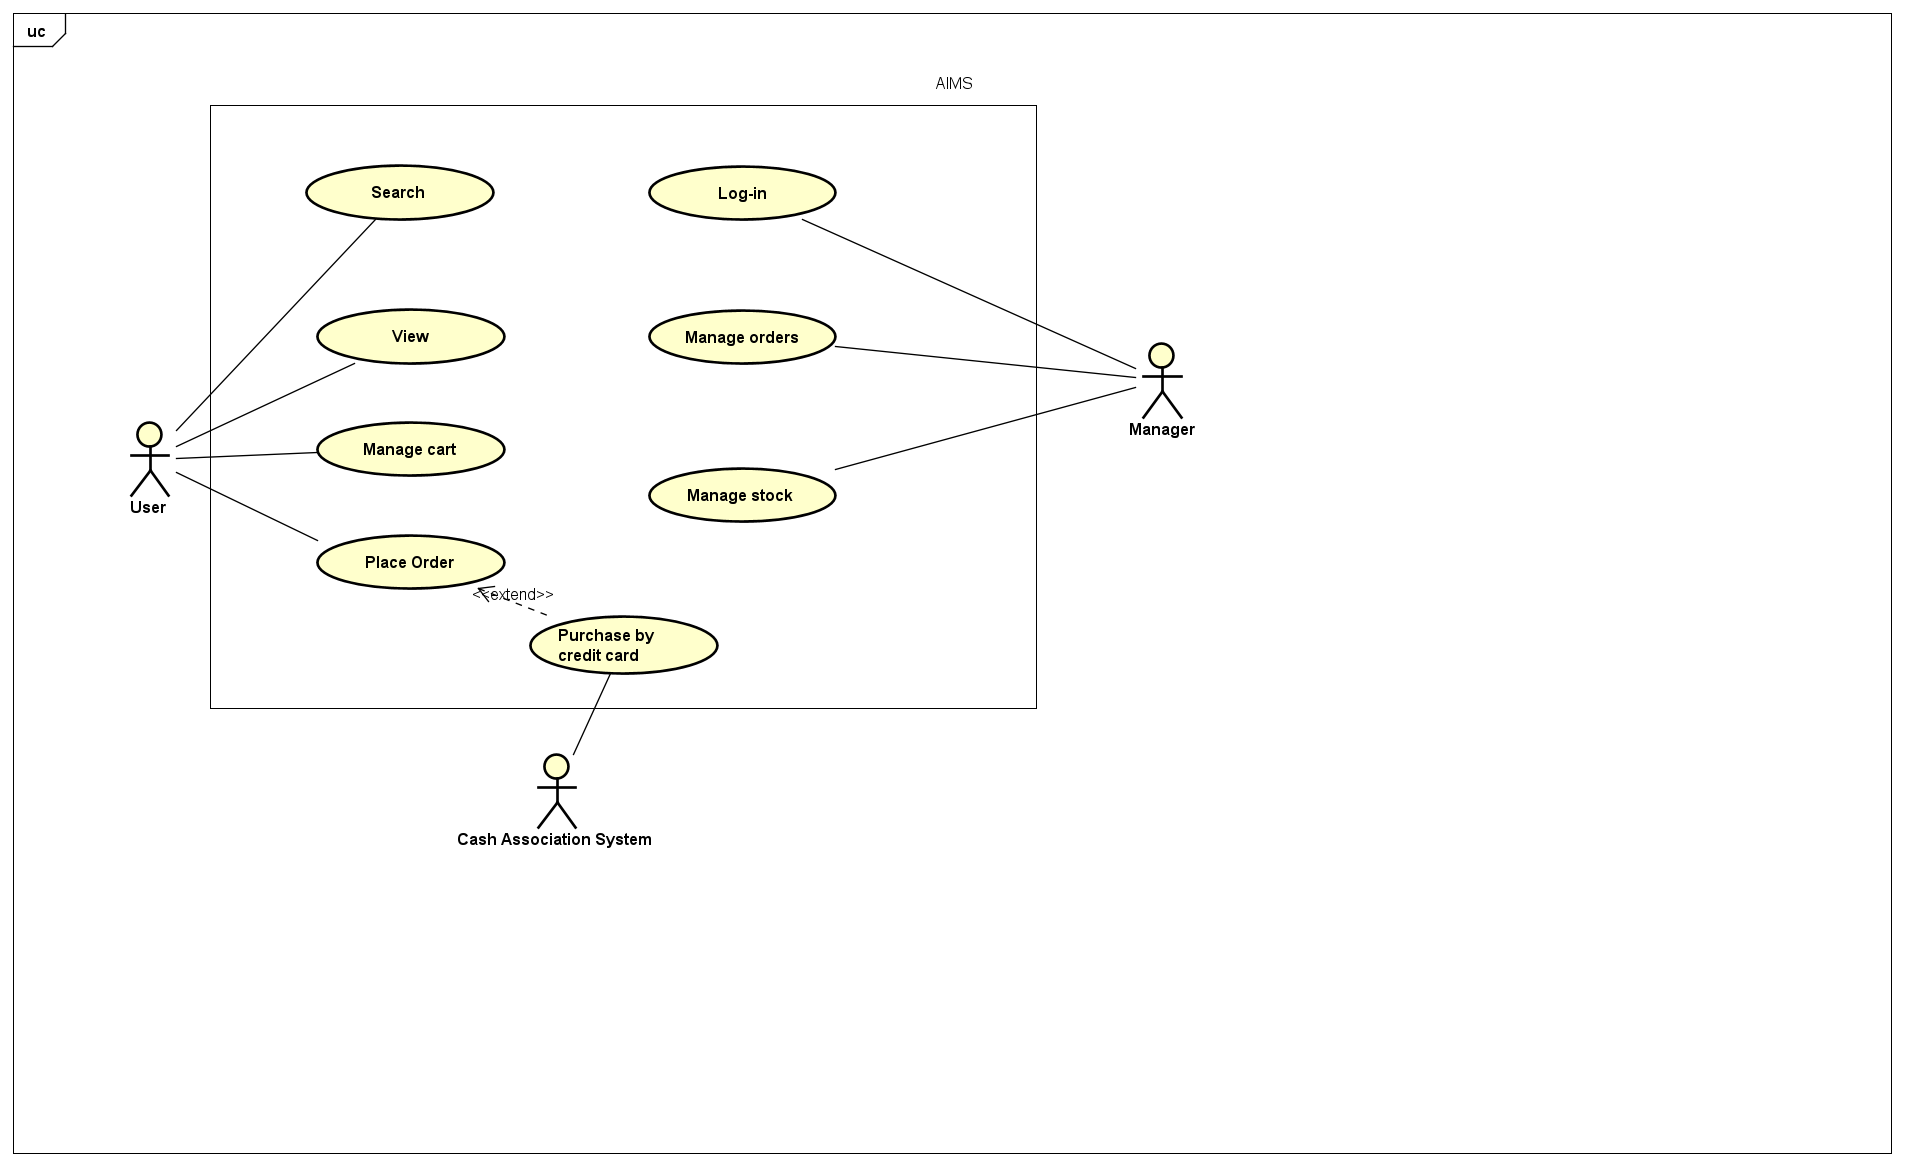 uc
AIMS
Search
Log-in
View
Manage orders
Manager
Manage cart
User
Manage stock
Place Order
<<extend>>
Purchase by
credit card
Cash Association System